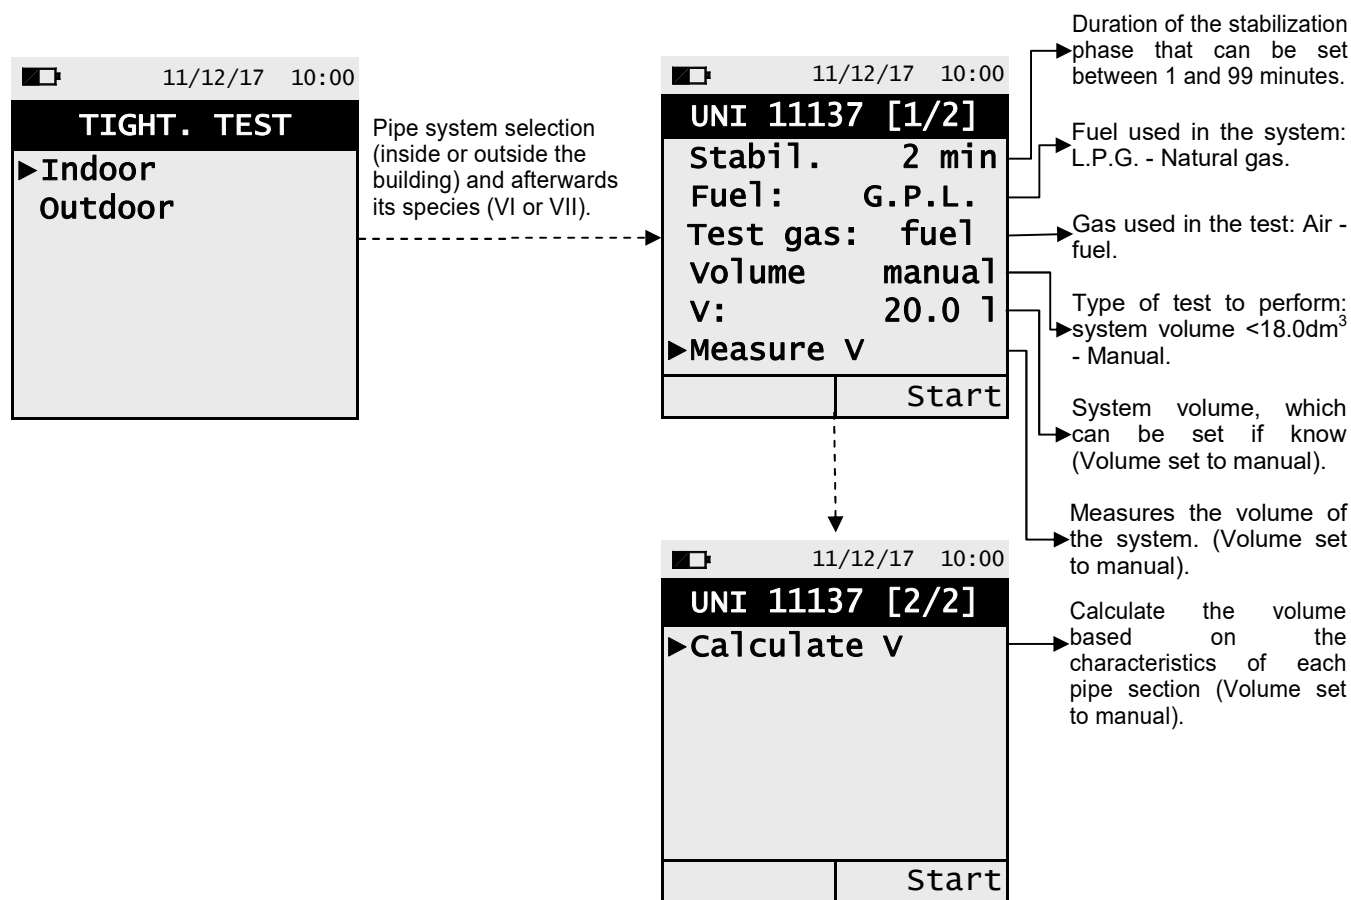 11/12/17 10:00
TIGHT. TEST
Indoor
Outdoor
Pipe system selection
(inside or outside the
building) and afterwards
its species (VI or VII).
11/12/17 10:00
UNI 11137 [1/2]
Stabil. 2 min
Fuel: G.P.L.
Test gas: fuel
Volume manual
V: 20.0 l
Measure V
Start
Duration of the stabilization
phase that can be set
between 1 and 99 minutes.
Fuel used in the system:
L.P.G. - Natural gas.
Gas used in the test: Air -
fuel.
Type of test to perform:
system volume <18.0dm³
- Manual.
System volume, which
can be set if know
(Volume set to manual).
Measures the volume of
the system. (Volume set
to manual).
11/12/17 10:00
UNI 11137 [2/2]
Calculate V
Start
Calculate the volume
based on the
characteristics of each
pipe section (Volume set
to manual).